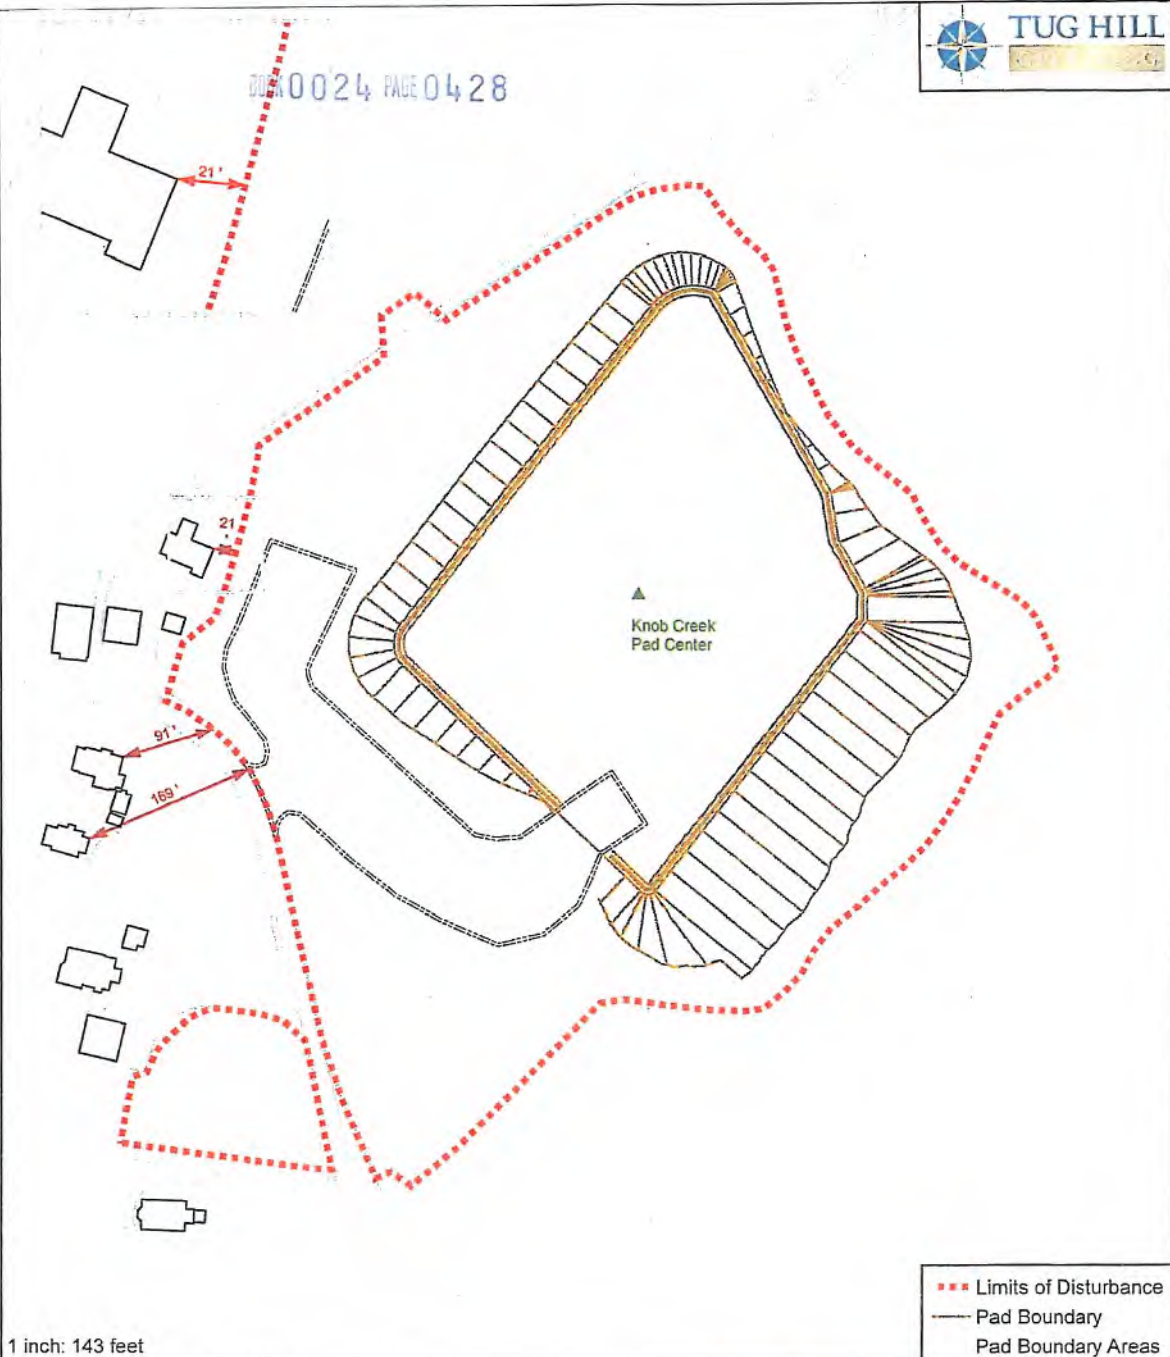 TUG HILL
BOOK 0024 PAGE 0428
21 '
21
'
91 '
169 '
Knob Creek
Pad Center
Limits of Disturbance
Pad Boundary
Pad Boundary Areas
1 inch: 143 feet